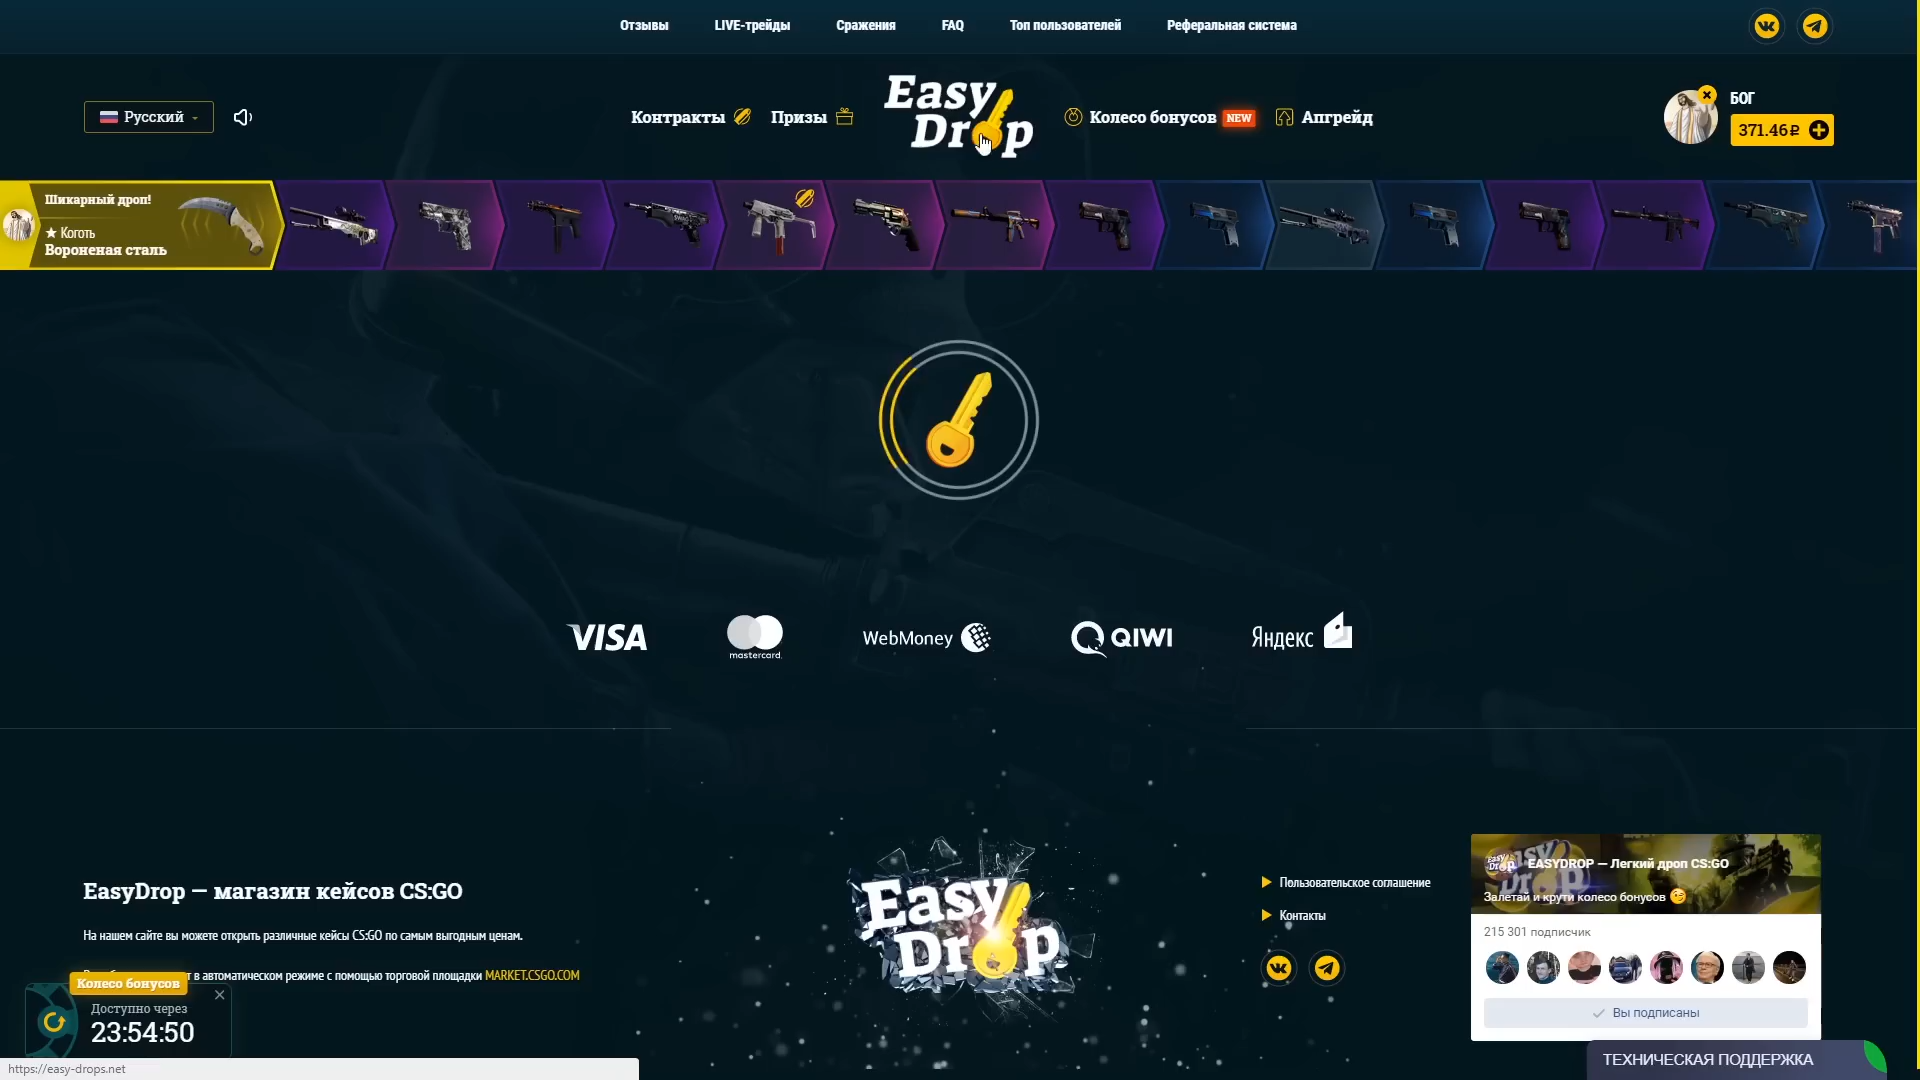 Отзывы
LIVE-трейды
Сражения
FAQ
Топ пользователей
Реферальная система
Русский
Контракты
Призы
Easy
Drop
Колесо бонусов NEW
Апгрейд
БОГ
371.46₽
Шикарный дроп!
★ Коготь
Вороненая сталь
VISA
mastercard.
WebMoney
QIWI
Яндекс
EasyDrop — магазин кейсов CS:GO
На нашем сайте вы можете открыть различные кейсы CS:GO по самым выгодным ценам.
т в автоматическом режиме с помощью торговой площадки MARKET.CSGO.COM
Колесо бонусов
Доступно через
23:54:50
https://easy-drops.net
Easy
Drop
Пользовательское соглашение
Контакты
EASYDROP — Легкий дроп CS:GO
Залетай и крути колесо бонусов
215 301 подписчик
Вы подписаны
ТЕХНИЧЕСКАЯ ПОДДЕРЖКА